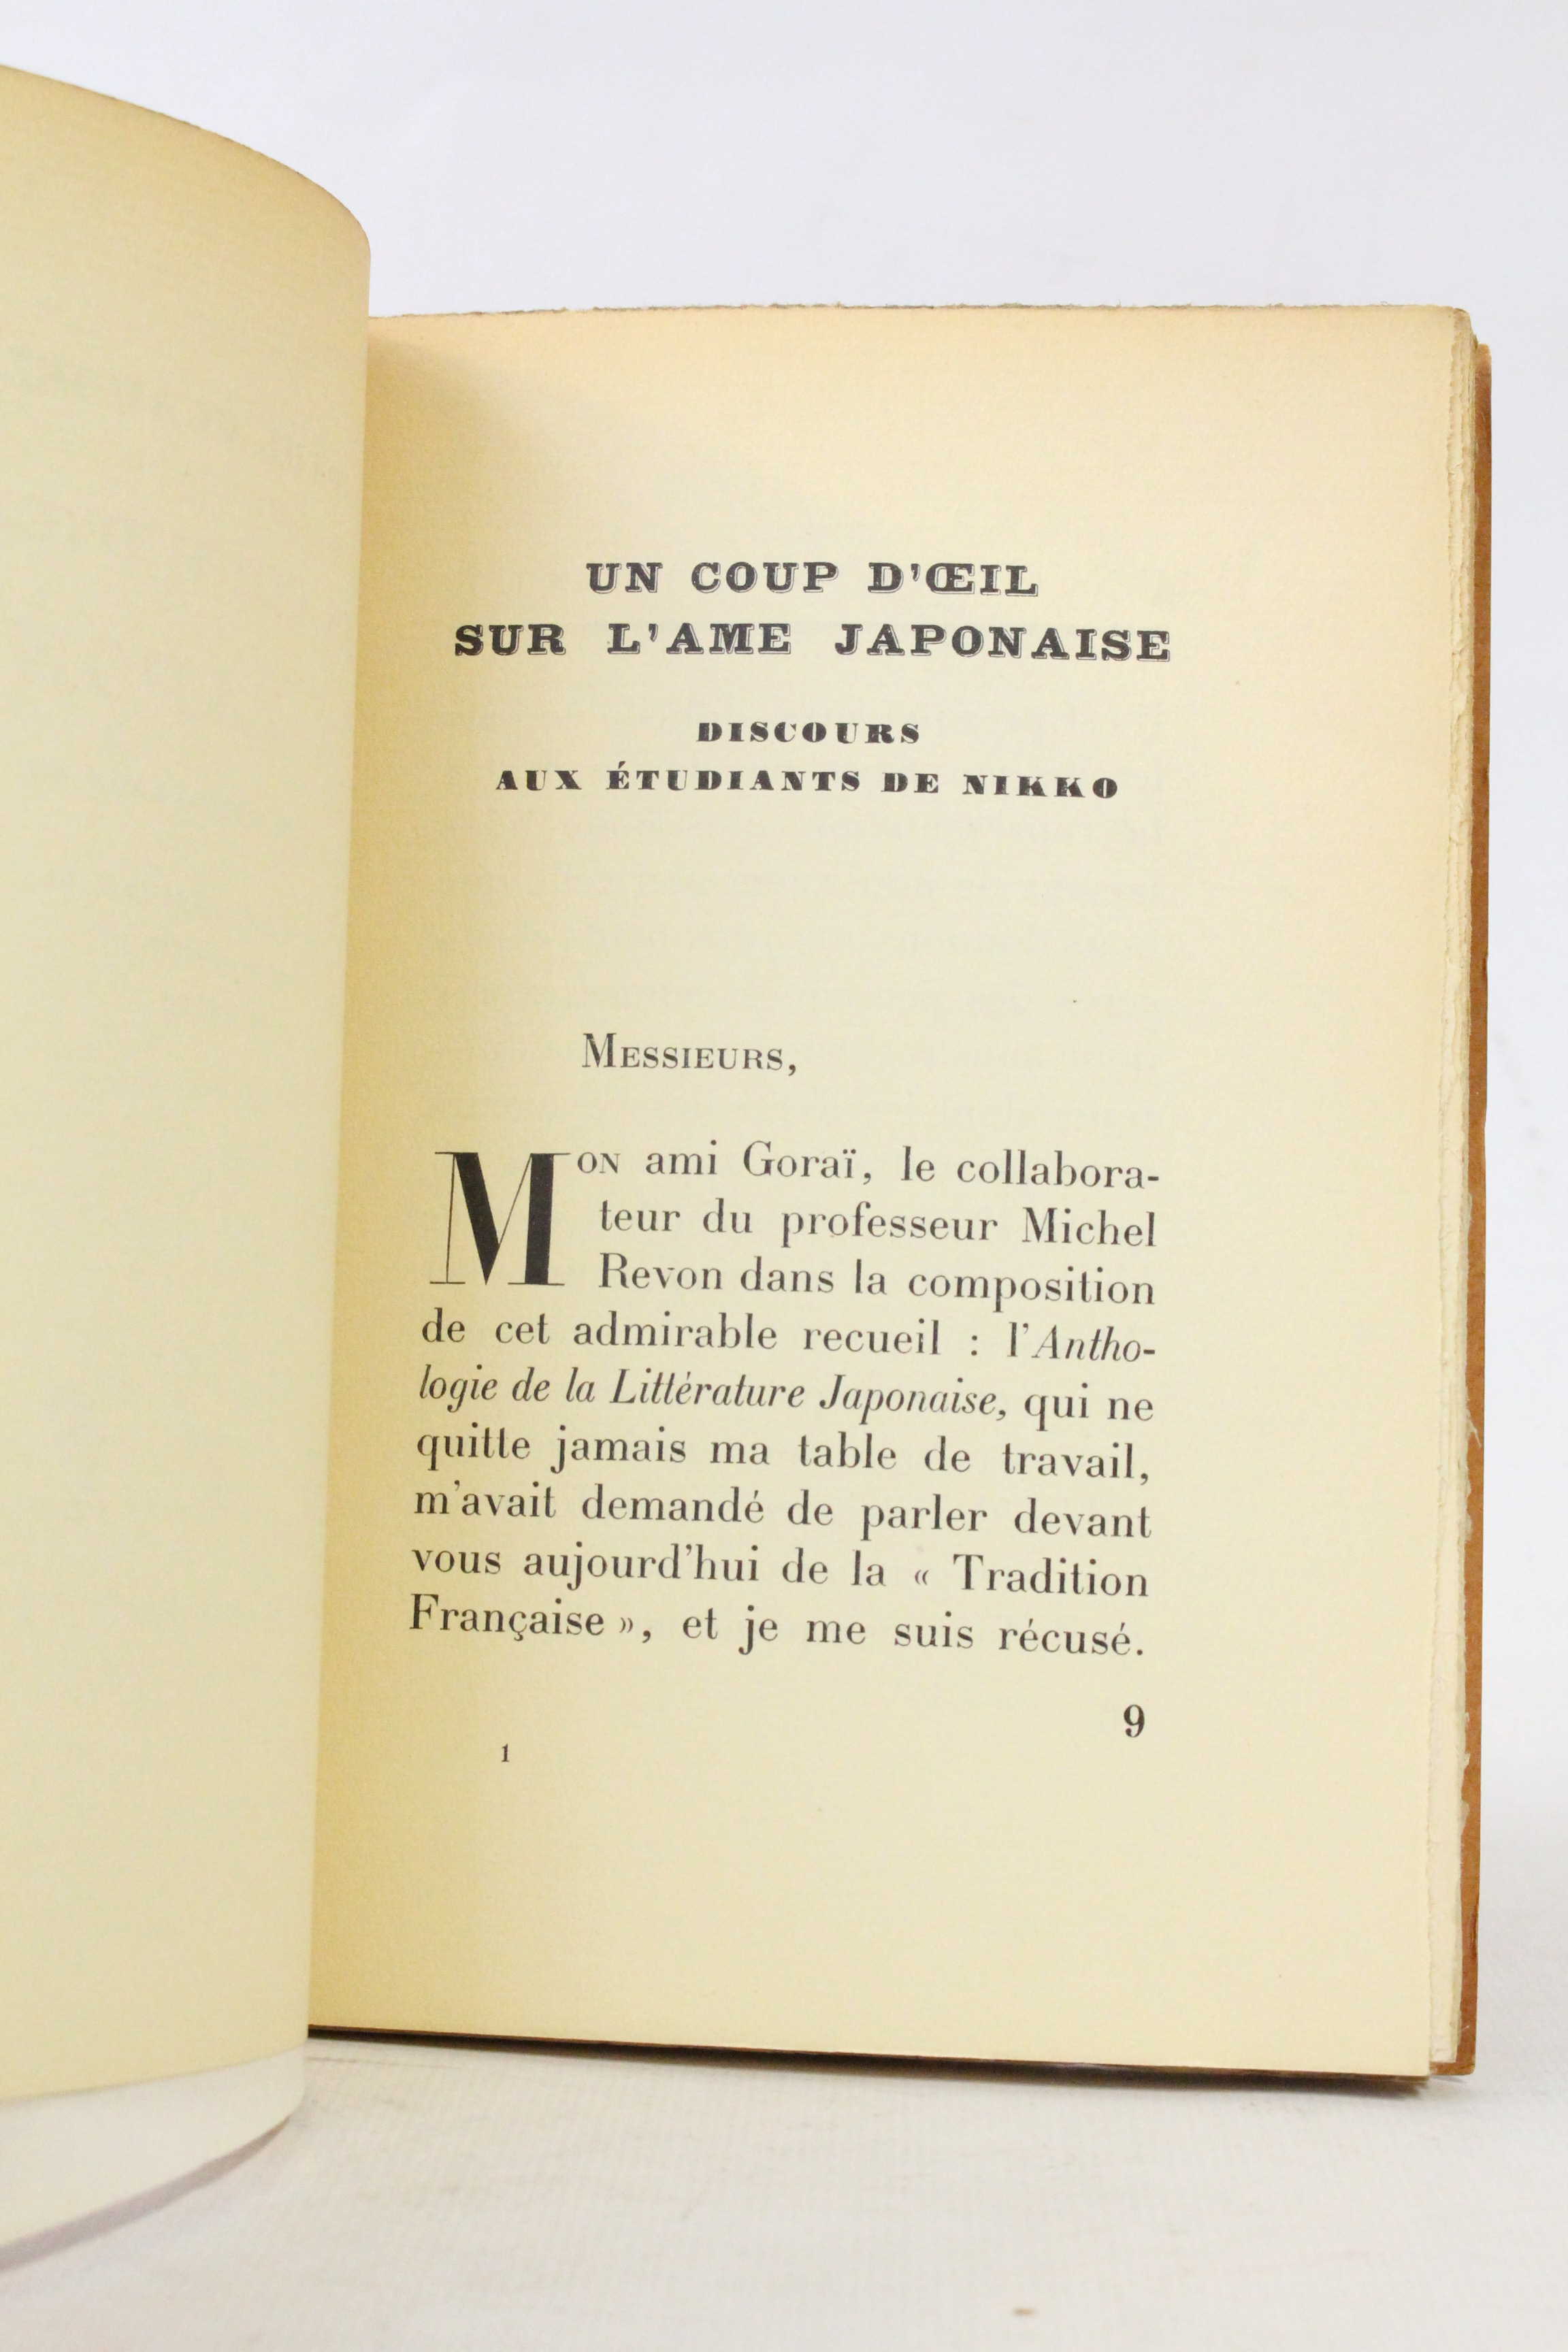 UN COUP D'ŒIL
SUR L'AME JAPONAISE
DISCOURS
AUX ÉTUDIANTS DE NIKKO
MESSIEURS,
MON ami Goraï, le collabora-
teur du professeur Michel
Revon dans la composition
de cet admirable recueil : l'Antho-
logie de la Littérature Japonaise, qui ne
quitte jamais ma table de travail,
m'avait demandé de parler devant
vous aujourd'hui de la « Tradition
Française », et je me suis récusé.
9
1